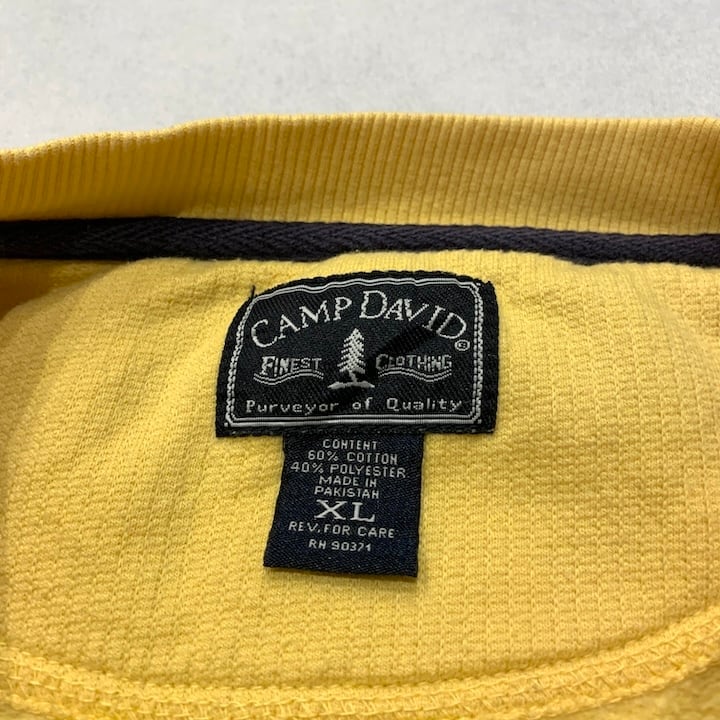 CAMP DAVID®
FINEST CLOTHING
Purveyor of Quality
CONTENT
60% COTTON
40% POLYESTER
MADE IN
PAKISTAN
XL
REV. FOR CARE
RH 90371